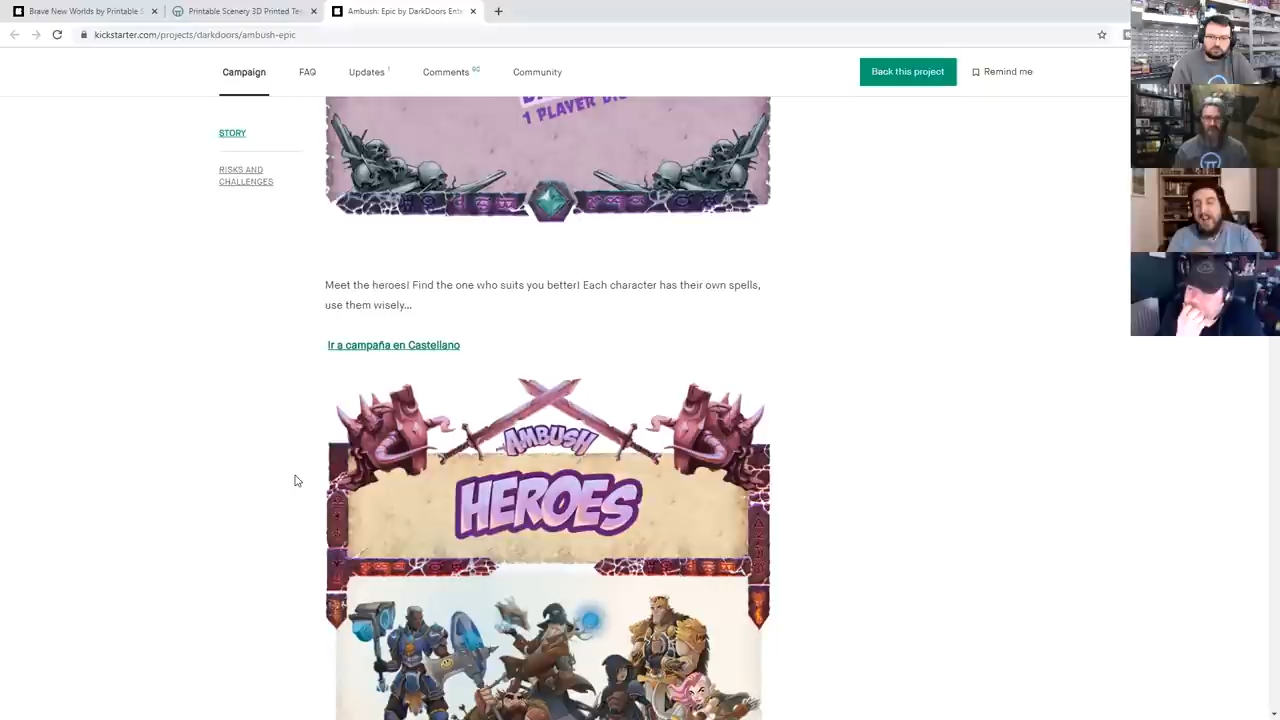 Brave New Worlds by Printable S
Printable Scenery 3D Printed Te
Ambush: Epic by DarkDoors Ent
kickstarter.com/projects/darkdoors/ambush-epic
Campaign FAQ Updates 1 Comments 60 Community Back this project Remind me
STORY
RISKS AND
CHALLENGES
1 PLAYER
Meet the heroes! Find the one who suits you better! Each character has their own spells,
use them wisely...
Ir a campaña en Castellano
AMBUSH
HEROES